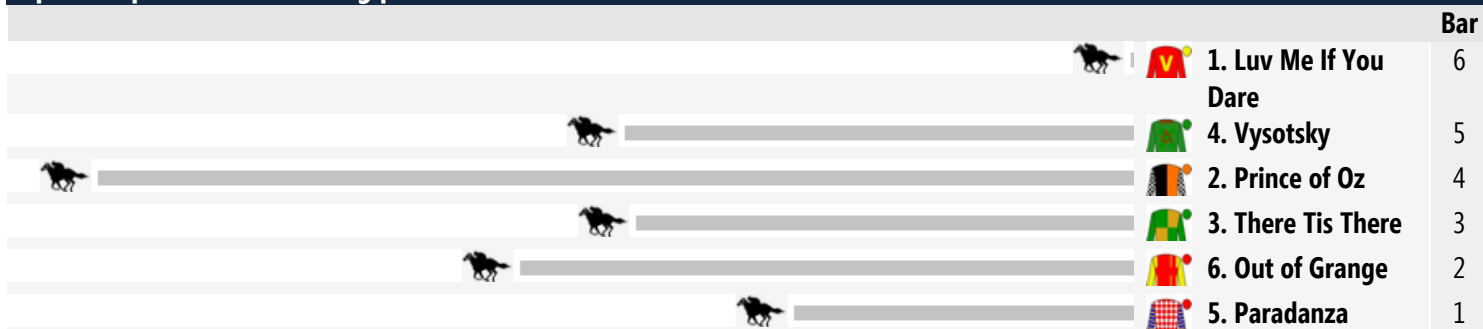 Bar
1. Luv Me If You 6
Dare
4. Vysotsky 5
2. Prince of Oz 4
3. There Tis There 3
6. Out of Grange 2
5. Paradanza 1